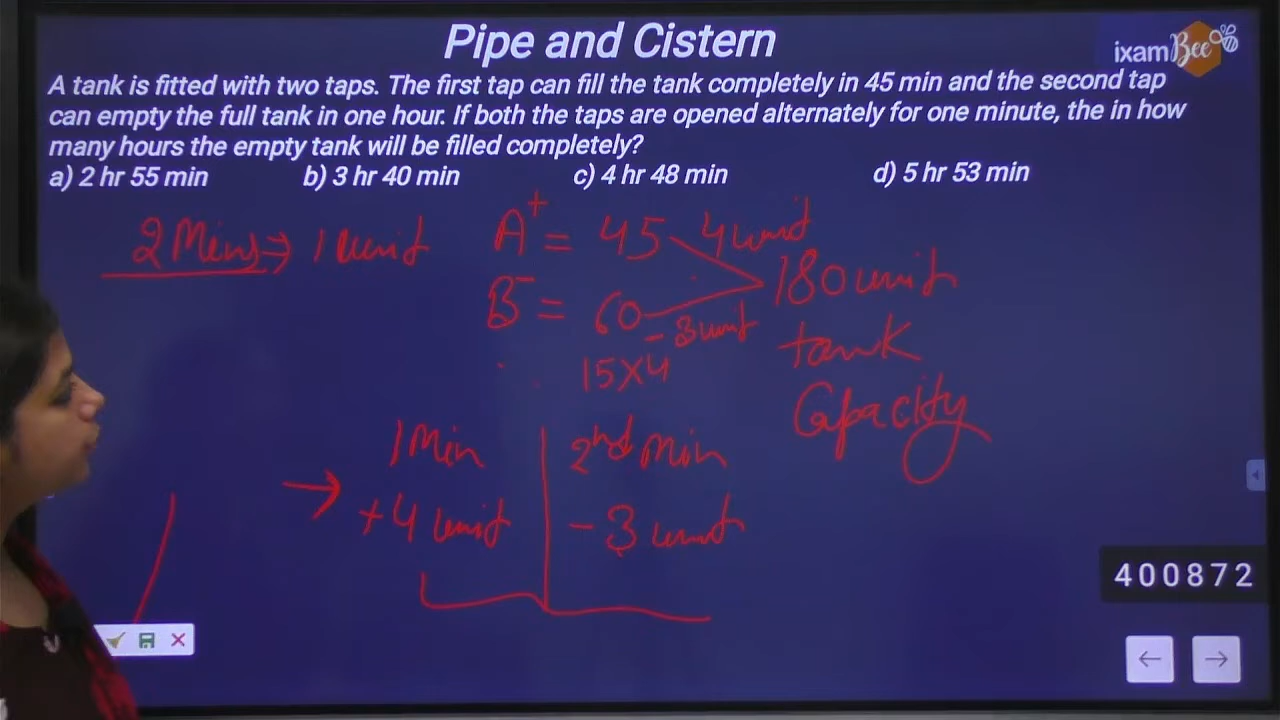 Pipe and Cistern
ixamBee
A tank is fitted with two taps. The first tap can fill the tank completely in 45 min and the second tap
can empty the full tank in one hour. If both the taps are opened alternately for one minute, the in how
many hours the empty tank will be filled completely?
a) 2 hr 55 min b) 3 hr 40 min c) 4 hr 48 min d) 5 hr 53 min
2 Mins → 1 unit
A+ = 45 4 unit
180 unit
B- = 60 - 3 unit
tank
15x4
Capacity
1 Min 2nd Min
→ +4 unit - 3 unit
400872